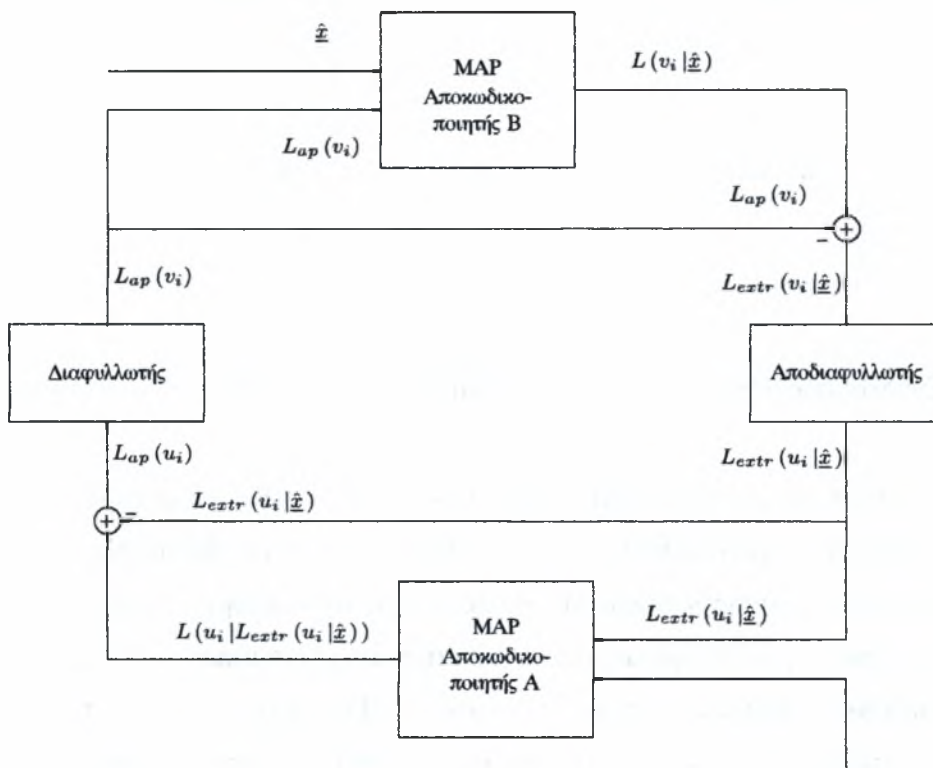 x̂
MAP
Αποκωδικο-
ποιητής Β
L (v_i | x̂)
L_ap (v_i)
L_ap (v_i)
L_ap (v_i)
L_extr (v_i | x̂)
Διαφυλλωτής
Αποδιαφυλλωτής
L_ap (u_i)
L_extr (u_i | x̂)
L_extr (u_i | x̂)
L (u_i | L_extr (u_i | x̂))
MAP
Αποκωδικο-
ποιητής Α
L_extr (u_i | x̂)